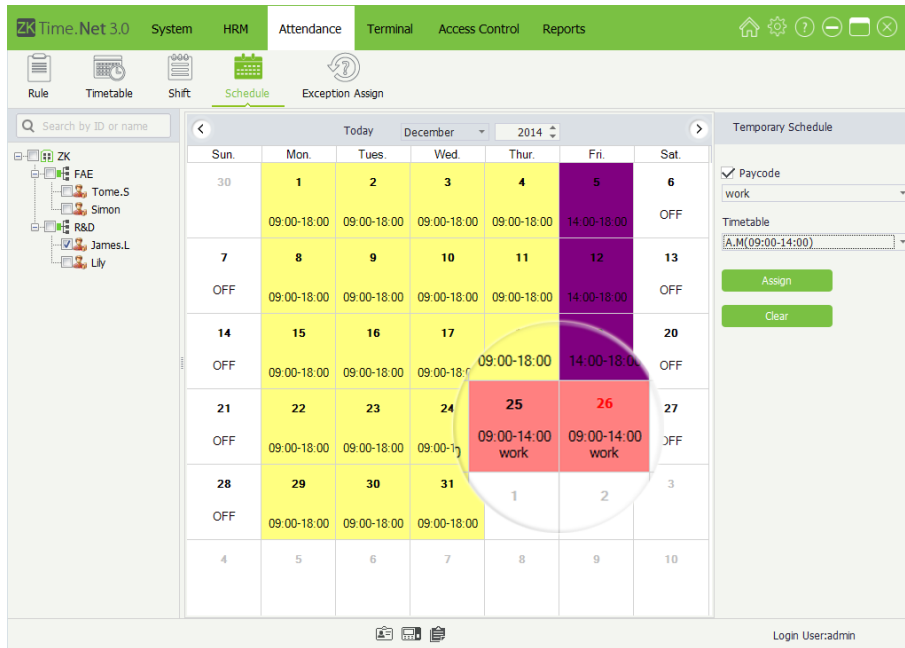 ZK Time.Net 3.0 System HRM Attendance Terminal Access Control Reports
Rule Timetable Shift Schedule Exception Assign
Search by ID or name
ZK
FAE
Tome.S
Simon
R&D
James.L
Lily
Today December 2014
Sun. Mon. Tues. Wed. Thur. Fri. Sat.
30 1 2 3 4 5 6
09:00-18:00 09:00-18:00 09:00-18:00 09:00-18:00 14:00-18:00 OFF
7 8 9 10 11 12 13
OFF 09:00-18:00 09:00-18:00 09:00-18:00 09:00-18:00 14:00-18:00 OFF
14 15 16 17 20
OFF 09:00-18:00 09:00-18:00 09:00-18:0 09:00-18:00 14:00-18:00 OFF
21 22 23 24 25 26 27
OFF 09:00-18:00 09:00-18:00 09:00-1 09:00-14:00 09:00-14:00 OFF
work work
28 29 30 31 1 2 3
OFF 09:00-18:00 09:00-18:00 09:00-18:00
4 5 6 7 8 9 10
Temporary Schedule
Paycode
work
Timetable
A.M(09:00-14:00)
Assign
Clear
Login User:admin